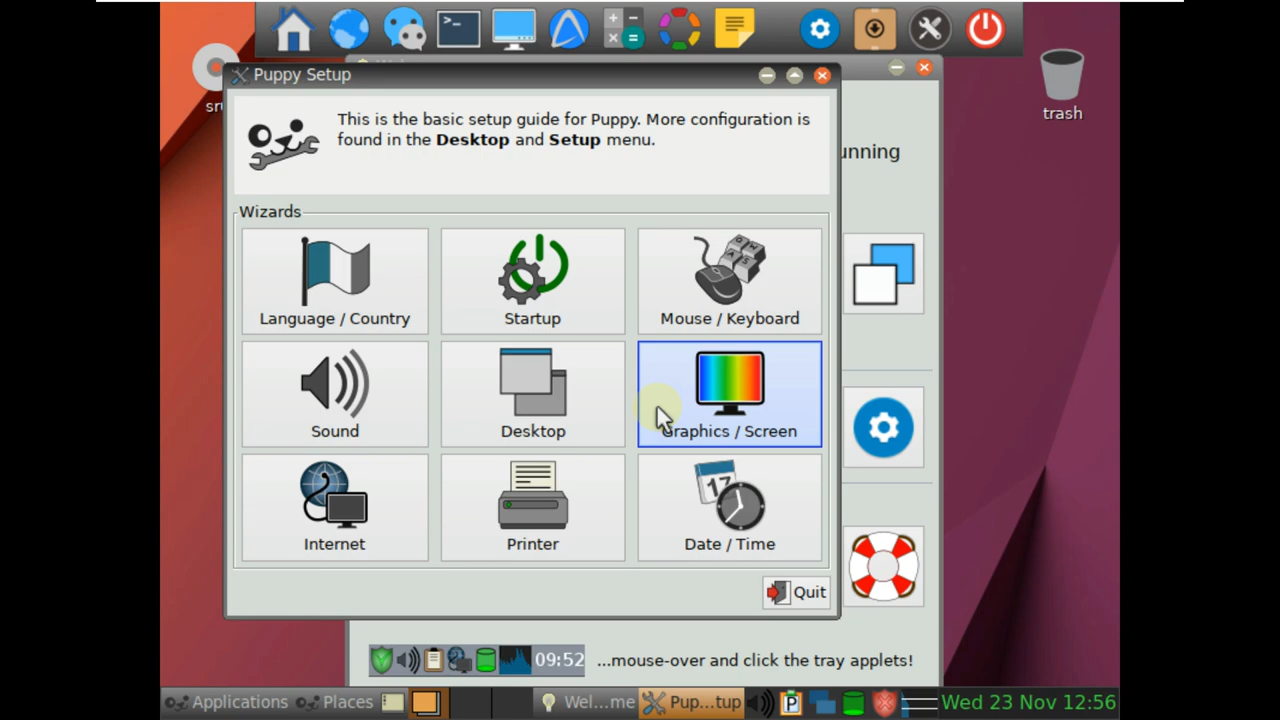 Puppy Setup
This is the basic setup guide for Puppy. More configuration is
found in the Desktop and Setup menu.
Wizards
Language / Country
Startup
Mouse / Keyboard
Sound
Desktop
Graphics / Screen
Internet
Printer
Date / Time
Quit
trash
09:52
...mouse-over and click the tray applets!
Applications
Places
Wel...me
Pup...tup
P
Wed 23 Nov 12:56